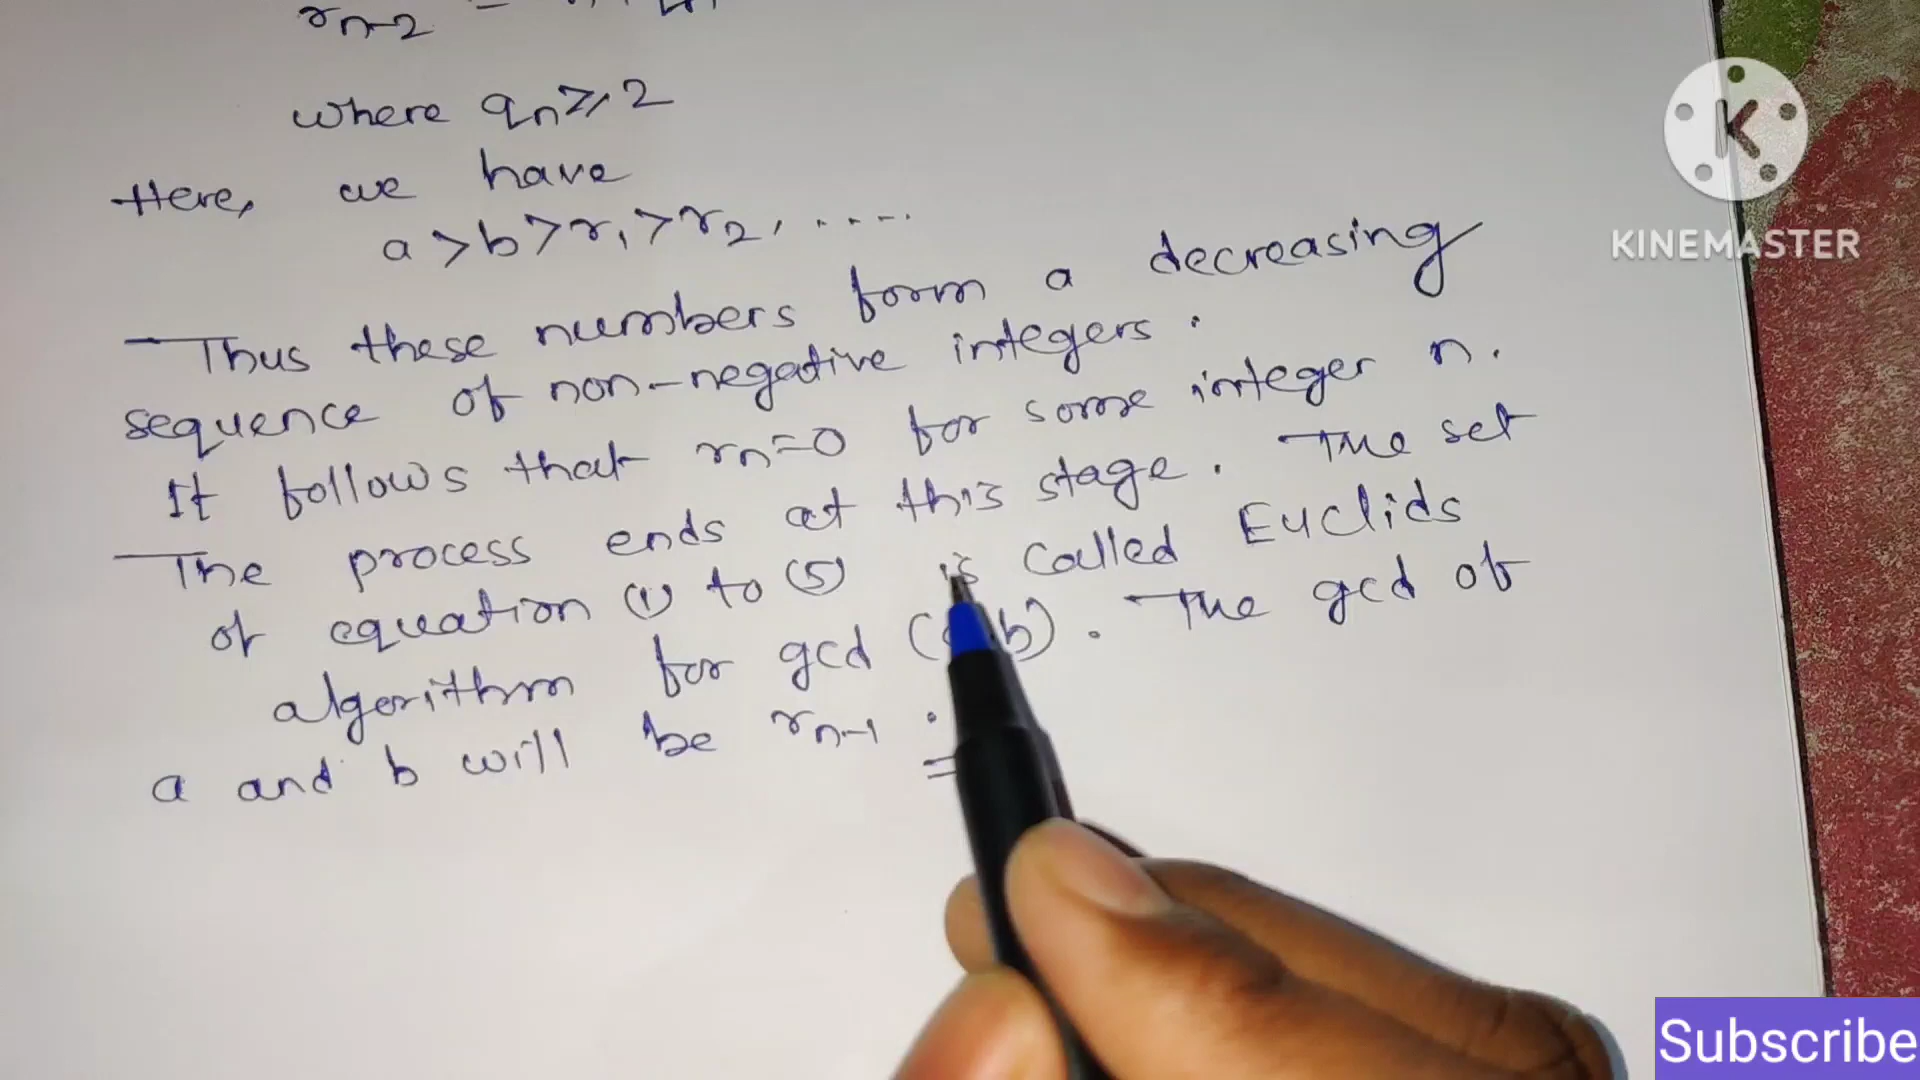 rn-2 =
where qn ≥ 2
Here, we have
a > b > r1 > r2, .....
Thus these numbers form a decreasing
sequence of non-negative integers.
It follows that rn = 0 for some integer n.
The process ends at this stage. The set
of equation (1) to (5) is called Euclids
algorithm for gcd ( b). The gcd of
a and b will be rn-1.
KINEMASTER
Subscribe